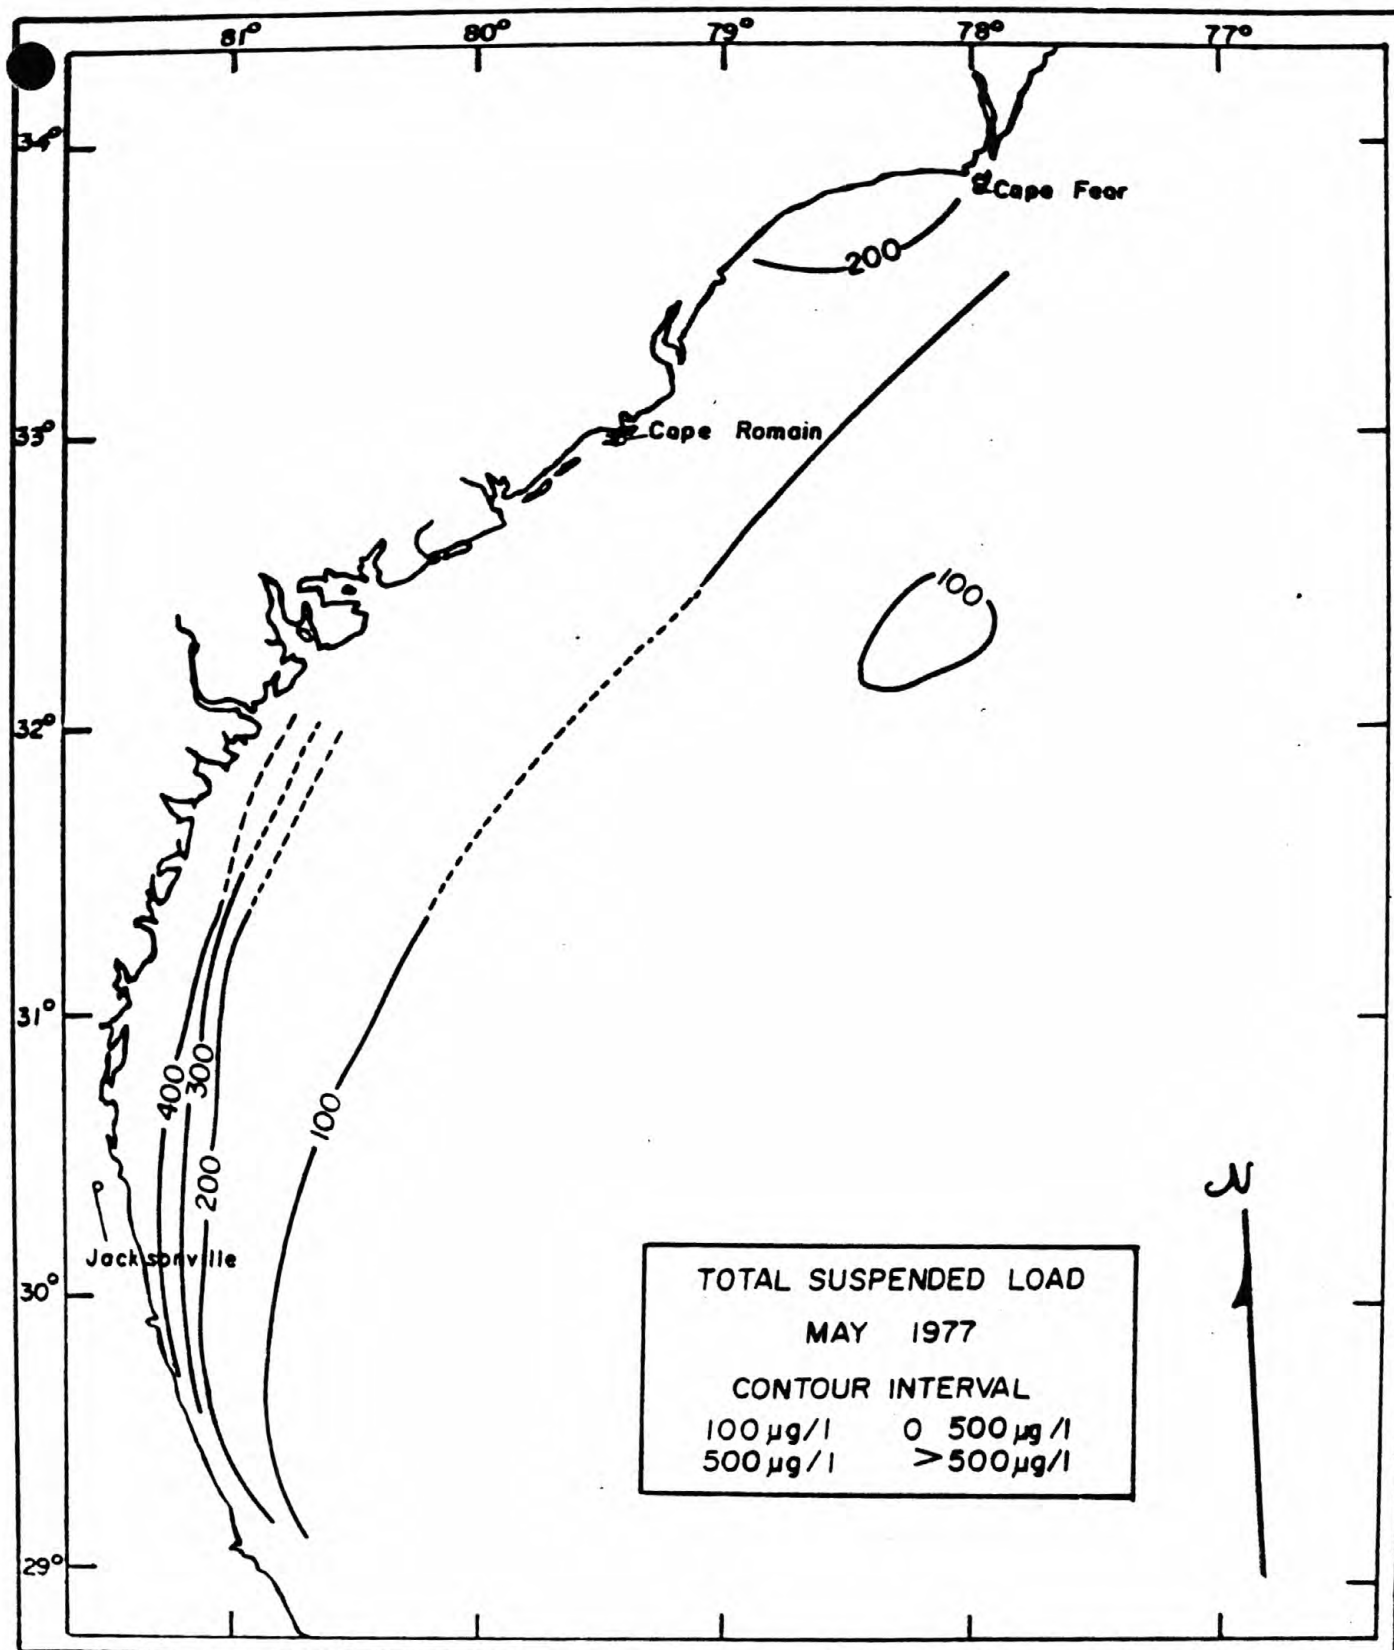 81° 80° 79° 78° 77°
34°
Cape Fear
200
33°
Cape Romain
100
32°
31°
400
300
100
200
Jacksonville
30°
29°
N
TOTAL SUSPENDED LOAD
MAY 1977
CONTOUR INTERVAL
100 µg/l 0 500 µg/l
500 µg/l >500 µg/l